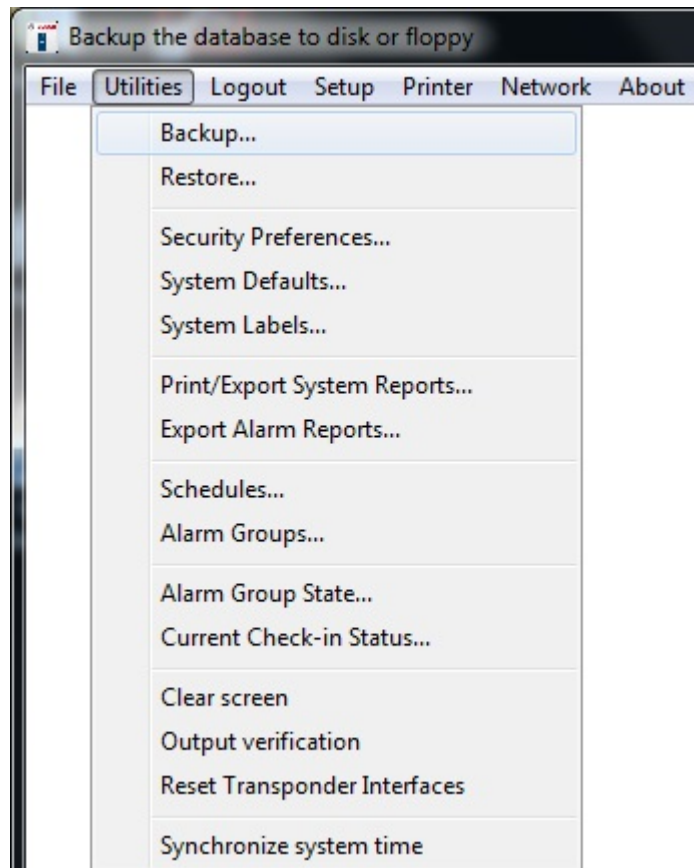 Backup the database to disk or floppy
File Utilities Logout Setup Printer Network About
Backup...
Restore...
Security Preferences...
System Defaults...
System Labels...
Print/Export System Reports...
Export Alarm Reports...
Schedules...
Alarm Groups...
Alarm Group State...
Current Check-in Status...
Clear screen
Output verification
Reset Transponder Interfaces
Synchronize system time